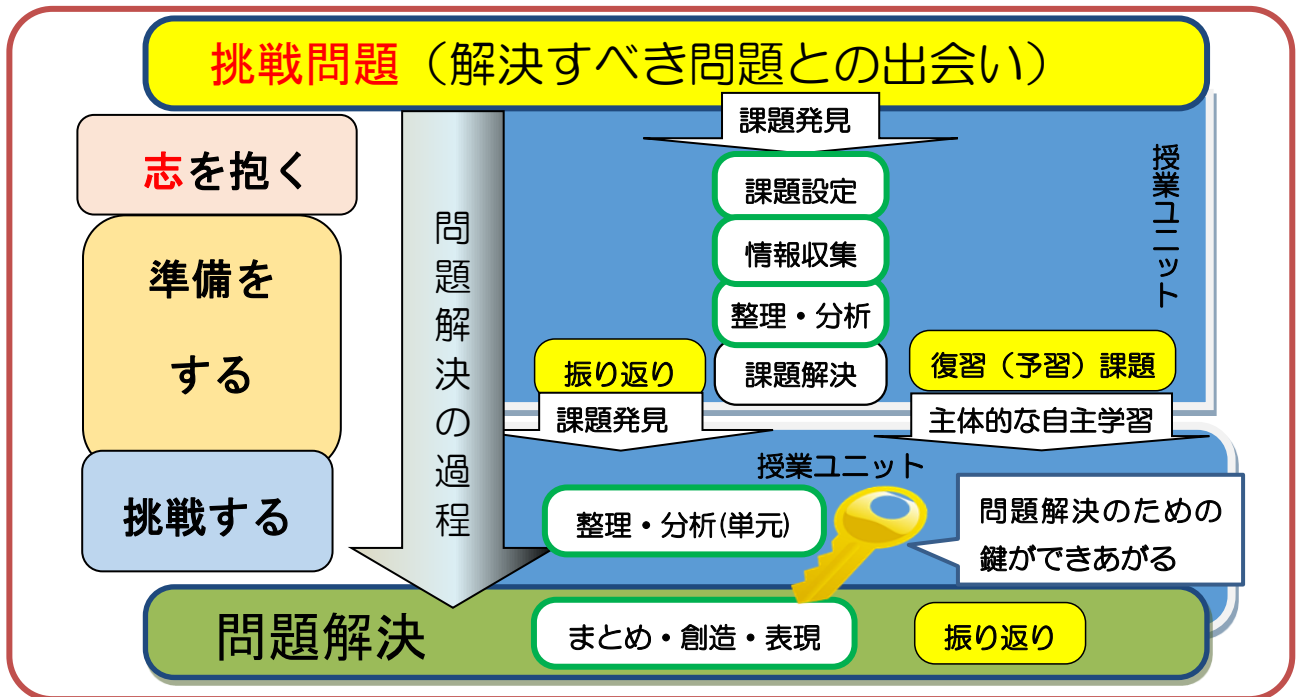 挑戦問題（解決すべき問題との出会い）
課題発見
志を抱く
準備を
する
挑戦する
問題解決の過程
授業ユニット
課題設定
情報収集
整理・分析
課題解決
振り返り
復習（予習）課題
課題発見
主体的な自主学習
授業ユニット
整理・分析(単元)
問題解決のための
鍵ができあがる
問題解決
まとめ・創造・表現
振り返り